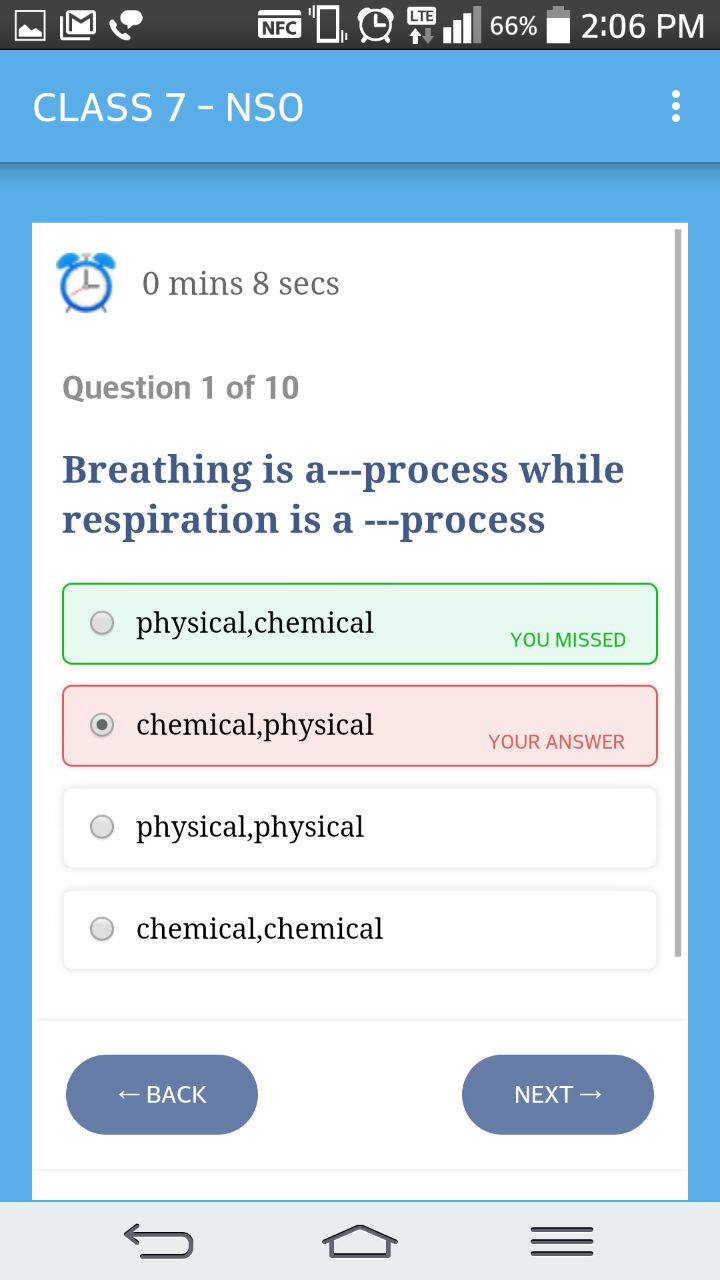 NFC LTE 66% 2:06 PM
CLASS 7 - NSO
0 mins 8 secs
Question 1 of 10
Breathing is a---process while
respiration is a ---process
physical,chemical
YOU MISSED
chemical,physical
YOUR ANSWER
physical,physical
chemical,chemical
← BACK NEXT →